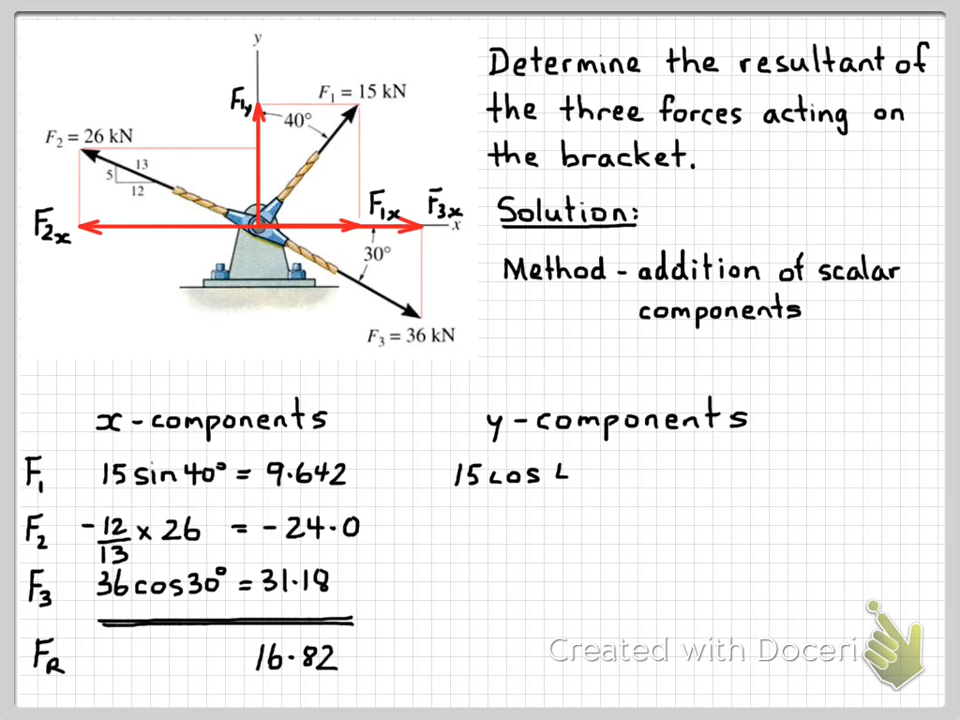 y
F1y
F1 = 15 kN
40°
F2 = 26 kN
13
5
12
F2x
F1x
F3x
x
30°
F3 = 36 kN
Determine the resultant of
the three forces acting on
the bracket.
Solution:
Method - addition of scalar
components
x - components
y - components
F1 15 sin 40° = 9.642 15 cos L
F2 -12/13 × 26 = - 24.0
F3 36 cos 30° = 31.18
FR 16.82
Created with Doceri